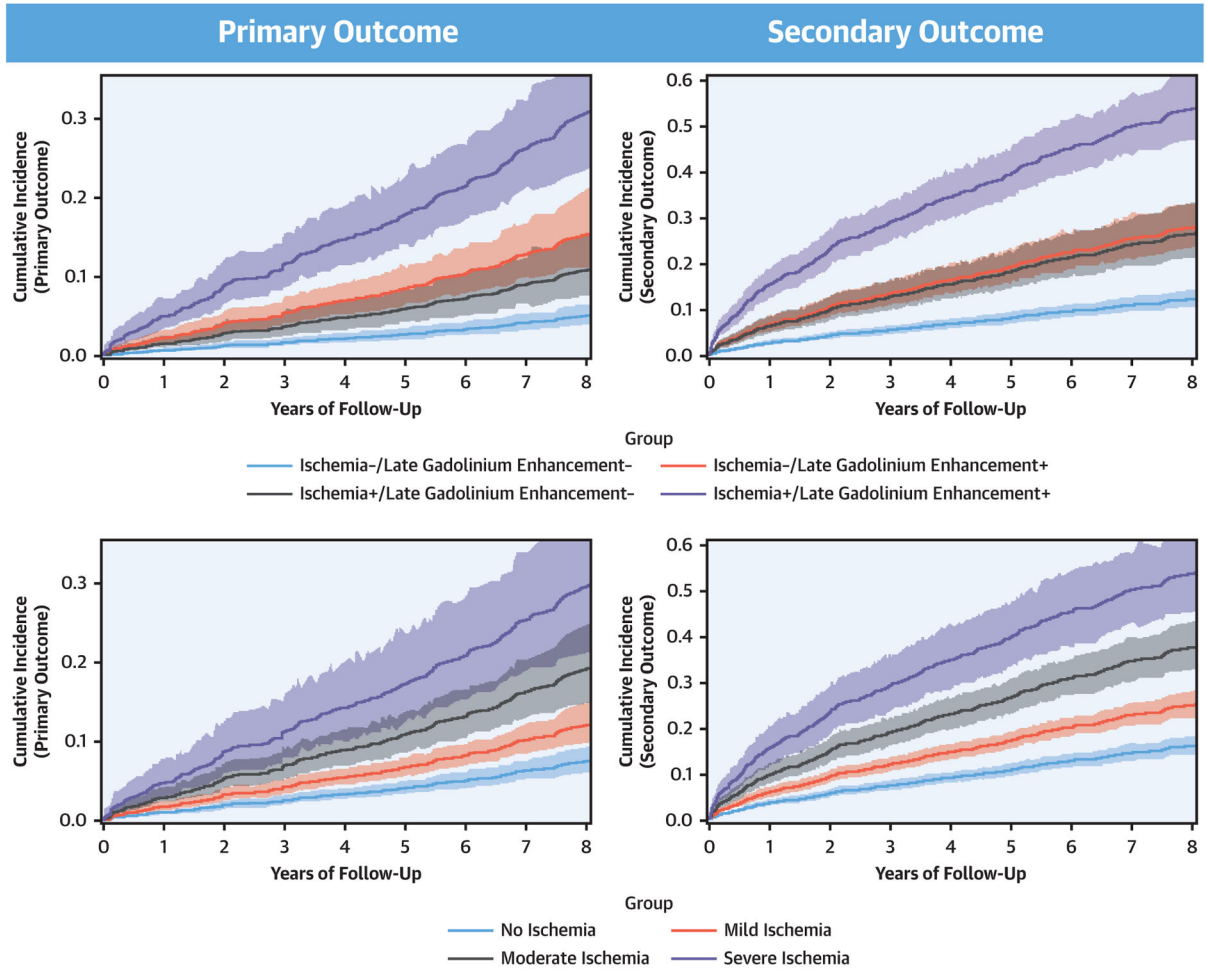 Primary Outcome
Secondary Outcome
Cumulative Incidence
(Primary Outcome)
0.3
0.2
0.1
0.0
0 1 2 3 4 5 6 7 8
Years of Follow-Up
Cumulative Incidence
(Secondary Outcome)
0.6
0.5
0.4
0.3
0.2
0.1
0.0
0 1 2 3 4 5 6 7 8
Years of Follow-Up
Group
Ischemia–/Late Gadolinium Enhancement–
Ischemia–/Late Gadolinium Enhancement+
Ischemia+/Late Gadolinium Enhancement–
Ischemia+/Late Gadolinium Enhancement+
Cumulative Incidence
(Primary Outcome)
0.3
0.2
0.1
0.0
0 1 2 3 4 5 6 7 8
Years of Follow-Up
Cumulative Incidence
(Secondary Outcome)
0.6
0.5
0.4
0.3
0.2
0.1
0.0
0 1 2 3 4 5 6 7 8
Years of Follow-Up
Group
No Ischemia
Mild Ischemia
Moderate Ischemia
Severe Ischemia